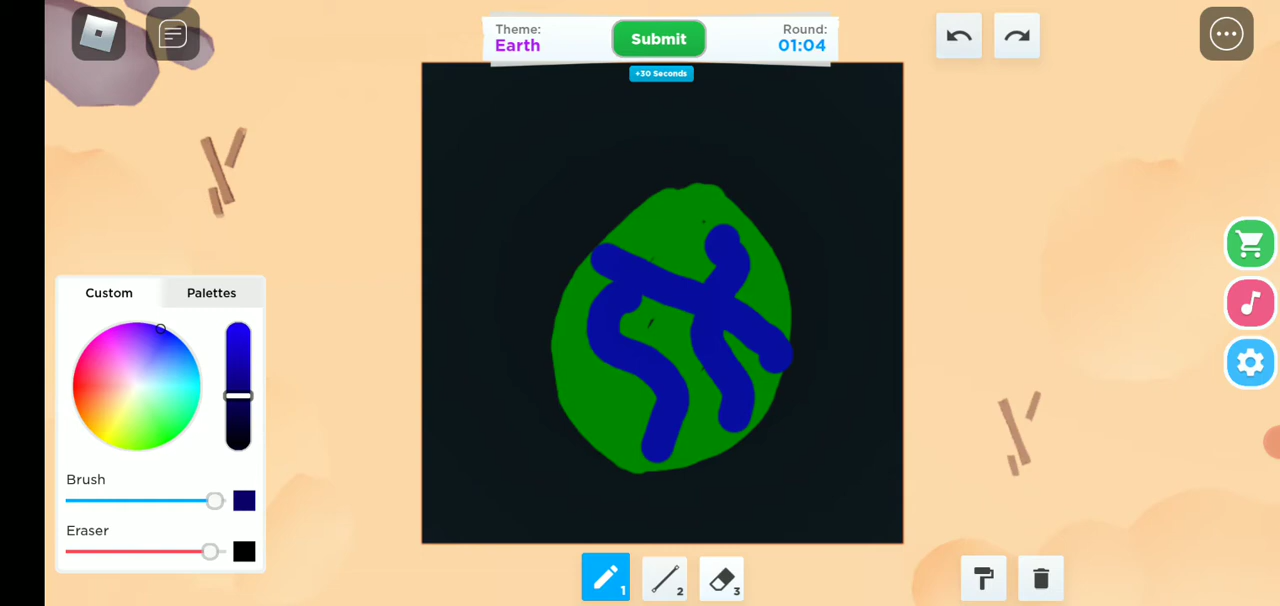 Theme:
Earth
Submit
Round:
01:04
+30 Seconds
Custom
Palettes
Brush
Eraser
1
2
3